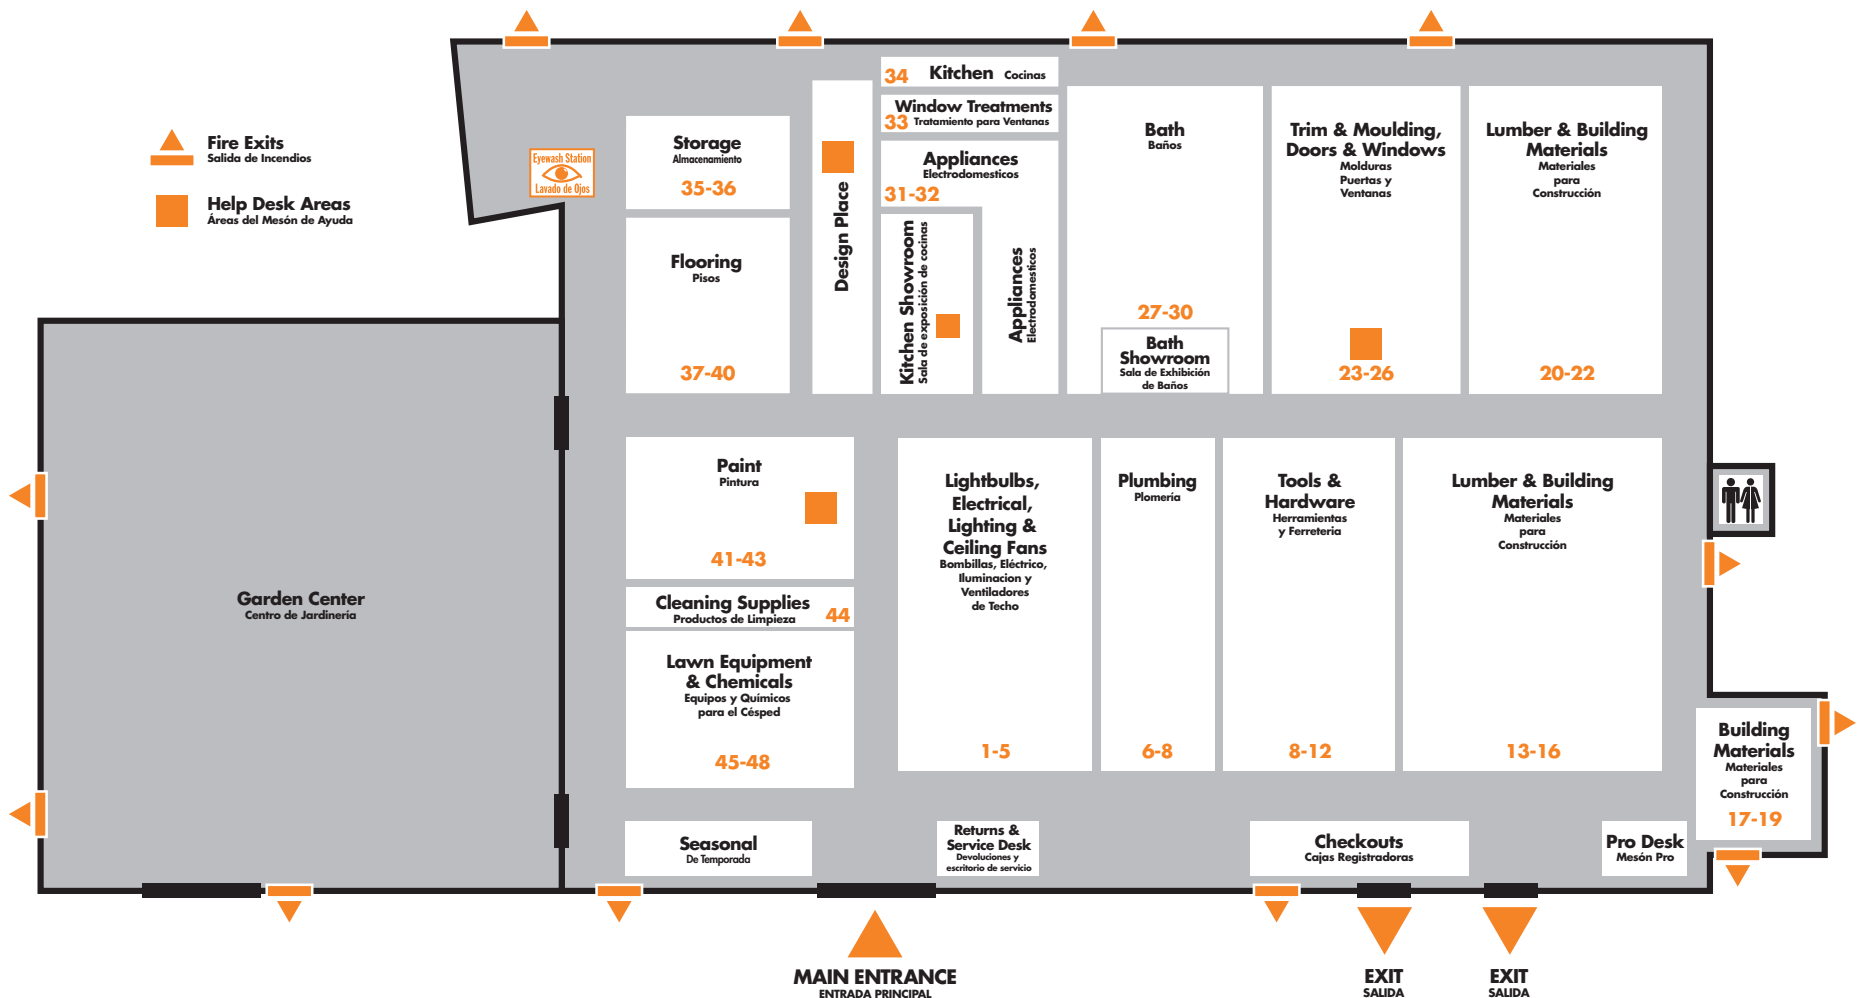 Fire Exits
Salida de Incendios
Help Desk Areas
Áreas del Mesón de Ayuda
Eyewash Station
Lavado de Ojos
Storage
Almacenamiento
35-36
Flooring
Pisos
37-40
Design Place
34 Kitchen Cocinas
Window Treatments
33 Tratamiento para Ventanas
Appliances
Electrodomesticos
31-32
Kitchen Showroom
Sala de exposición de cocinas
Appliances
Electrodomesticos
Bath
Baños
27-30
Bath
Showroom
Sala de Exhibición
de Baños
Trim & Moulding,
Doors & Windows
Molduras
Puertas y
Ventanas
23-26
Lumber & Building
Materials
Materiales
para
Construcción
20-22
Garden Center
Centro de Jardinería
Paint
Pintura
41-43
Cleaning Supplies
Productos de Limpieza 44
Lawn Equipment
& Chemicals
Equipos y Químicos
para el Césped
45-48
Lightbulbs,
Electrical,
Lighting &
Ceiling Fans
Bombillas, Eléctrico,
Iluminacion y
Ventiladores
de Techo
1-5
Plumbing
Plomería
6-8
Tools &
Hardware
Herramientas
y Ferreteria
8-12
Lumber & Building
Materials
Materiales
para
Construcción
13-16
Building
Materials
Materiales
para
Construcción
17-19
Seasonal
De Temporada
Returns &
Service Desk
Devoluciones y
escritorio de servicio
Checkouts
Cajas Registradoras
Pro Desk
Mesón Pro
MAIN ENTRANCE
ENTRADA PRINCIPAL
EXIT
SALIDA
EXIT
SALIDA